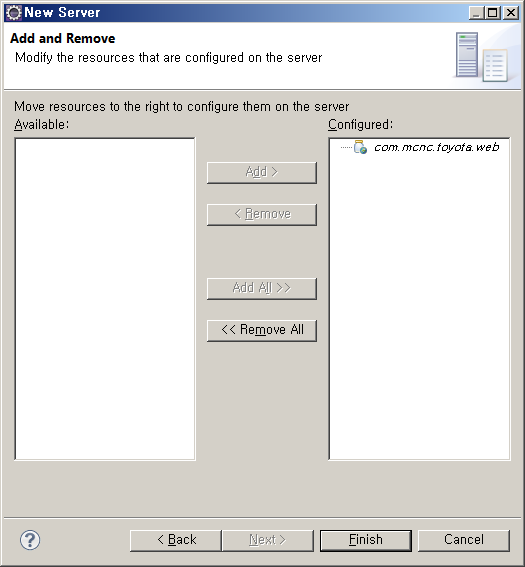 New Server
Add and Remove
Modify the resources that are configured on the server
Move resources to the right to configure them on the server
Available:
Configured:
com.mcnc.toyota.web
Add >
< Remove
Add All >>
<< Remove All
?
< Back
Next >
Finish
Cancel